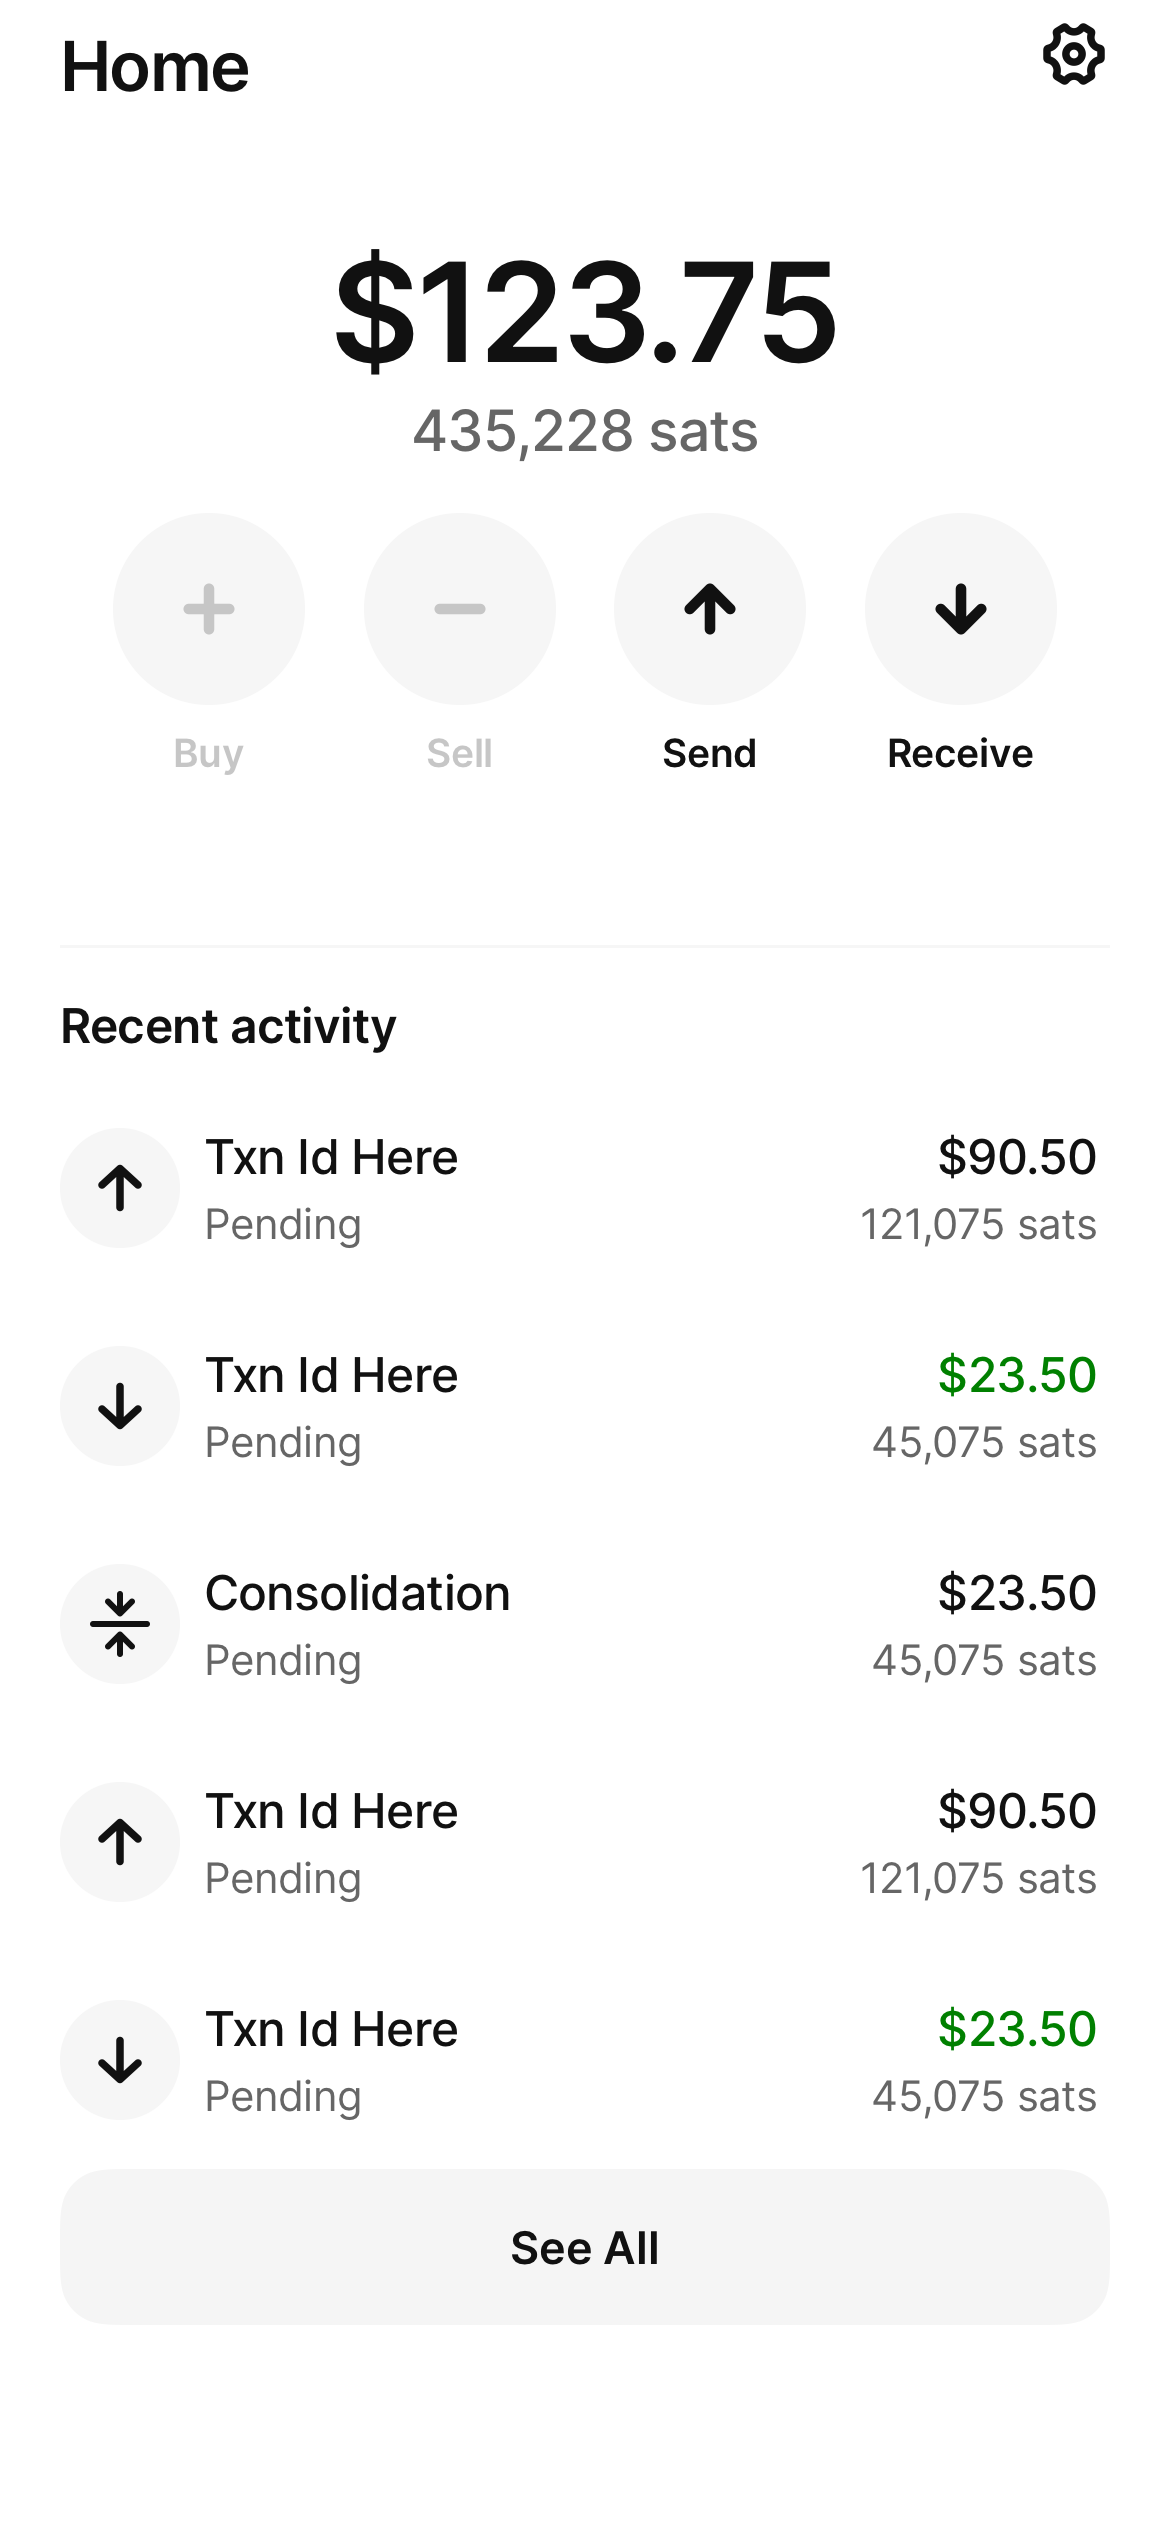 Home
$123.75
435,228 sats
Buy Sell Send Receive
Recent activity
Txn Id Here $90.50
Pending 121,075 sats
Txn Id Here $23.50
Pending 45,075 sats
Consolidation $23.50
Pending 45,075 sats
Txn Id Here $90.50
Pending 121,075 sats
Txn Id Here $23.50
Pending 45,075 sats
See All